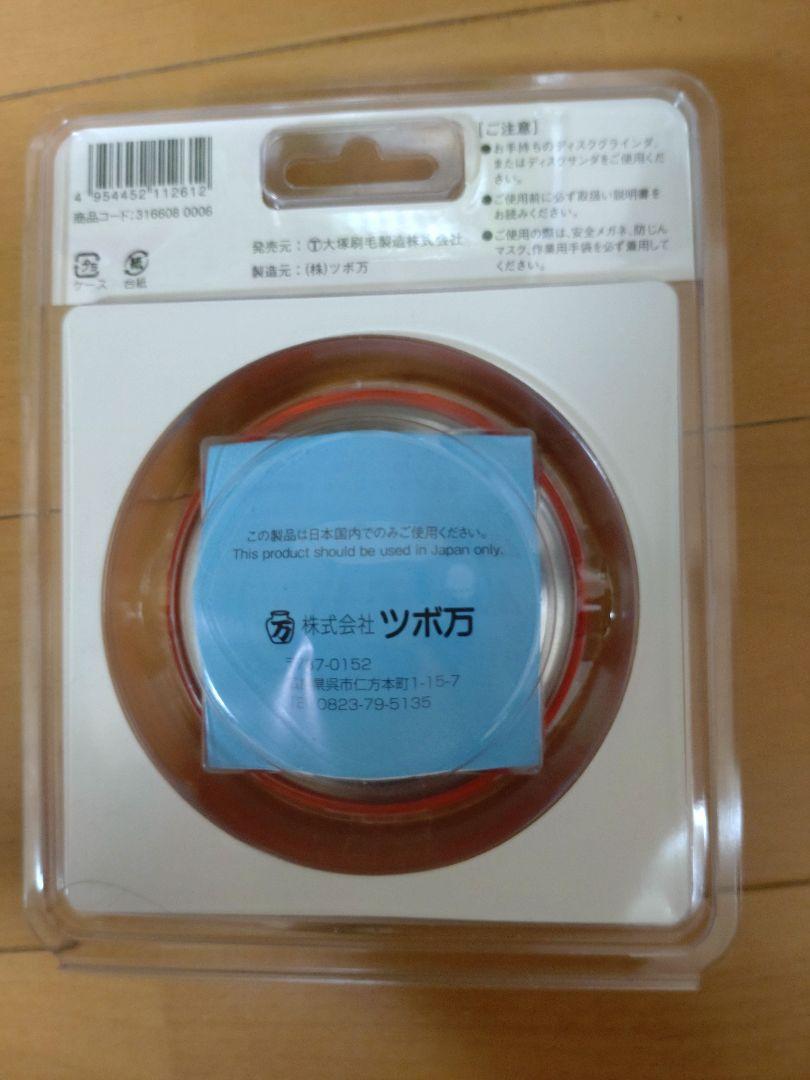 4 954452 112612
商品コード:316608 0006
ケース
台紙
発売元:Ⓣ大塚刷毛製造株式会社
製造元:(株)ツボ万
[ご注意]
●お手持ちのディスクグラインダ、
またはディスクサンダをご使用くだ
さい。
●ご使用前に必ず取扱い説明書を
お読みください。
●ご使用の際は、安全メガネ、防じん
マスク、作業用手袋を必ず着用して
ください。
この製品は日本国内でのみご使用ください。
This product should be used in Japan only.
万 株式会社 ツボ万
37-0152
県呉市仁方本町1-15-7
0823-79-5135